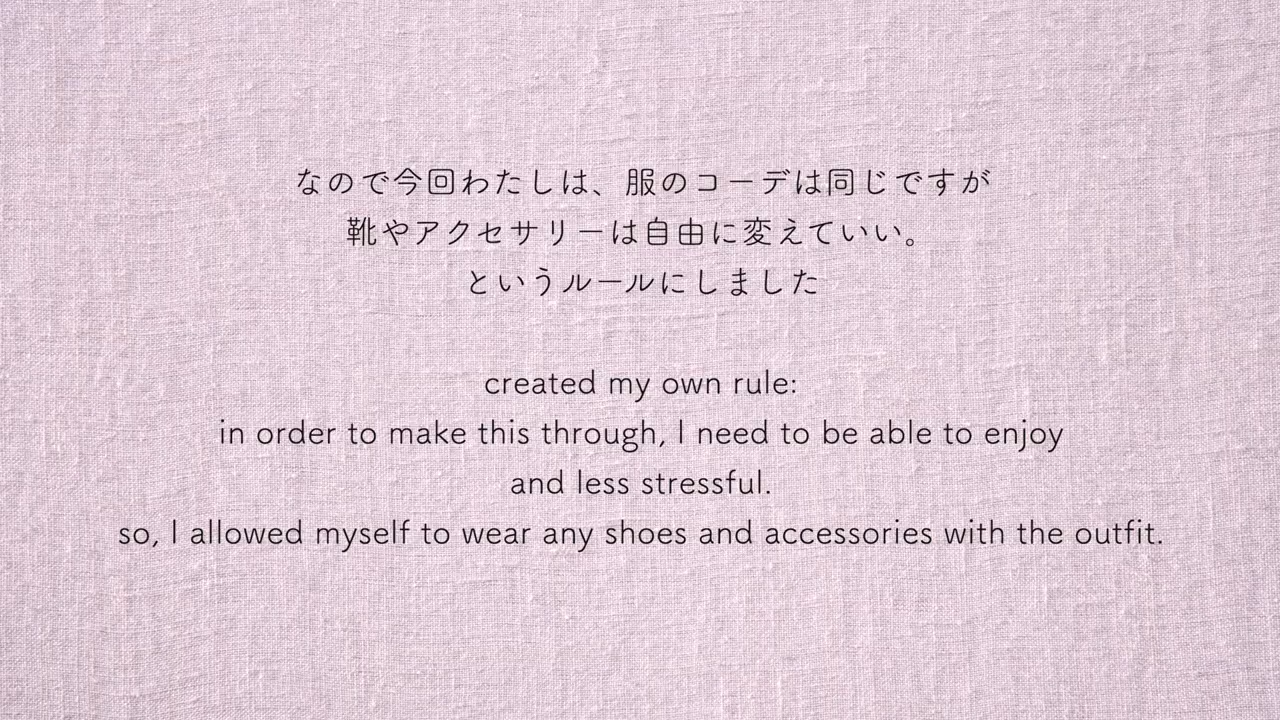 なので今回わたしは、服のコーデは同じですが
靴やアクセサリーは自由に変えていい。
というルールにしました
created my own rule:
in order to make this through, I need to be able to enjoy
and less stressful.
so, I allowed myself to wear any shoes and accessories with the outfit.